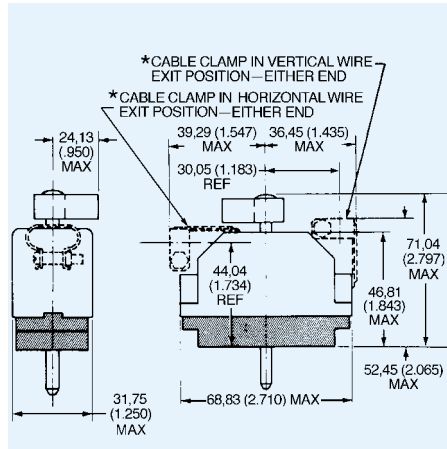 *CABLE CLAMP IN VERTICAL WIRE
EXIT POSITION—EITHER END
*CABLE CLAMP IN HORIZONTAL WIRE
EXIT POSITION—EITHER END
24,13
(.950)
MAX
39,29 (1.547)
MAX
36,45 (1.435)
MAX
30,05 (1.183)
REF
44,04
(1.734)
REF
71,04
(2.797)
MAX
46,81
(1.843)
MAX
52,45 (2.065)
MAX
31,75
(1.250)
MAX
68,83 (2.710) MAX